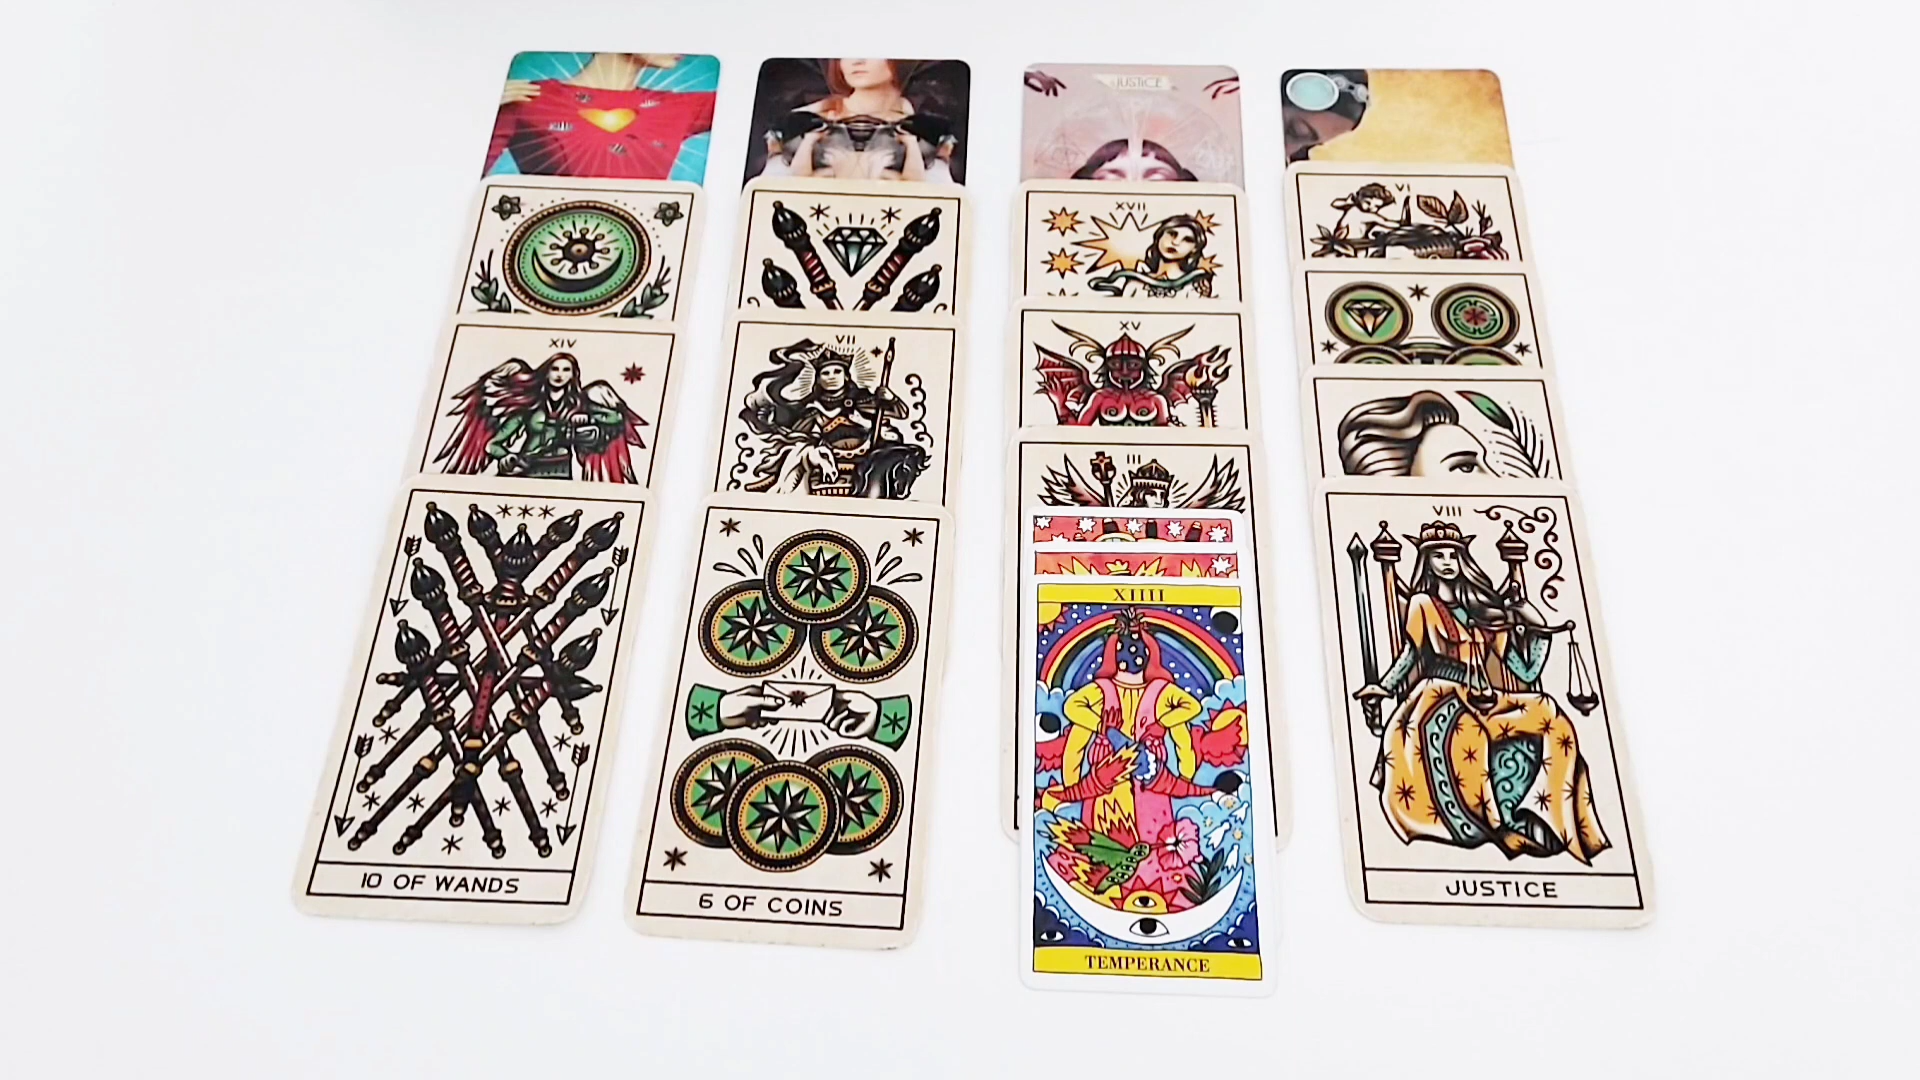 JUSTICE
VI
XVII
XIV
VII
XV
III
VIII
XIIII
10 OF WANDS
6 OF COINS
JUSTICE
TEMPERANCE